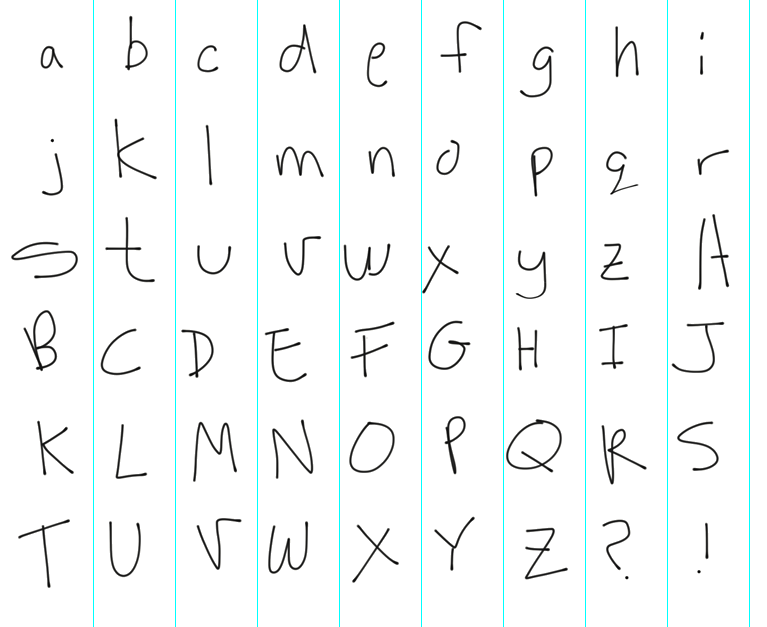 a b c d e f g h i
j k l m n o p q r
s t u v w x y z A
B C D E F G H I J
K L M N O P Q R S
T U V W X Y Z ? !